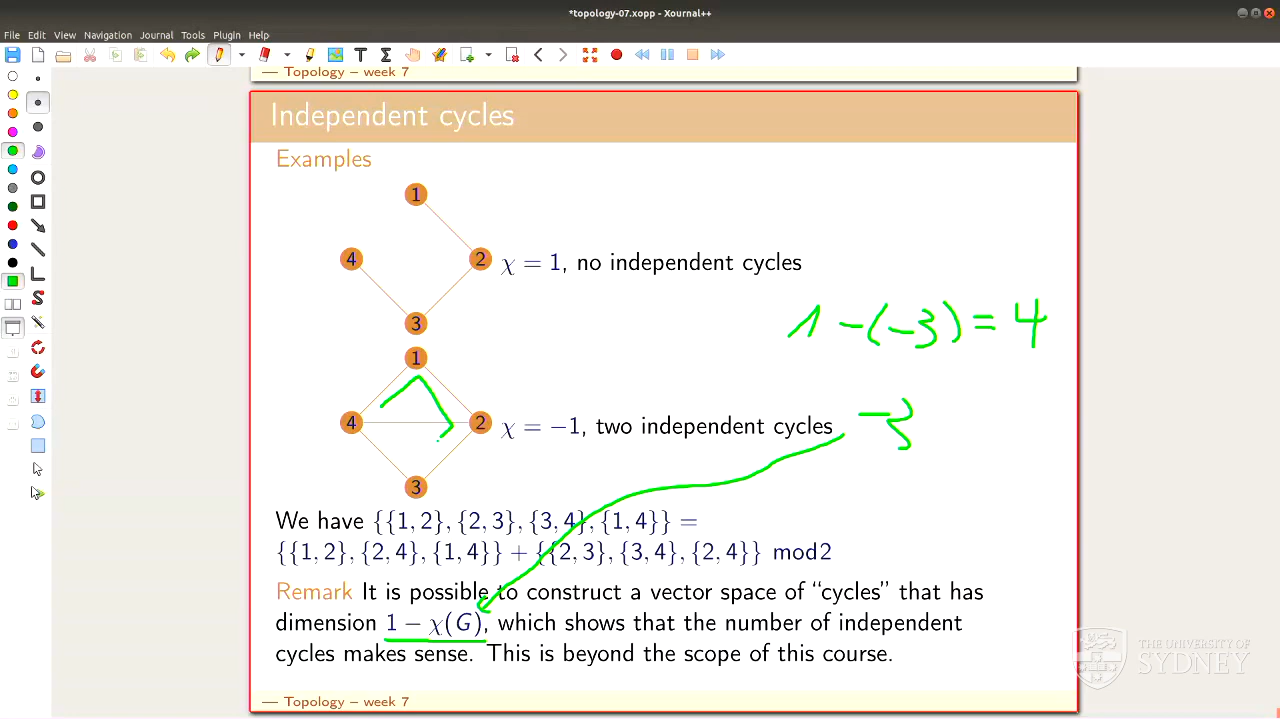 *topology-07.xopp - Xournal++
File Edit View Navigation Journal Tools Plugin Help
— Topology – week 7
Independent cycles
Examples
1
4
2
χ = 1, no independent cycles
3
1 - (-3) = 4
1
4
2
χ = −1, two independent cycles
-3
3
We have {{1, 2}, {2, 3}, {3, 4}, {1, 4}} =
{{1, 2}, {2, 4}, {1, 4}} + {{2, 3}, {3, 4}, {2, 4}} mod2
Remark It is possible to construct a vector space of “cycles” that has
dimension 1 − χ(G), which shows that the number of independent
cycles makes sense. This is beyond the scope of this course.
THE UNIVERSITY OF
SYDNEY
— Topology – week 7